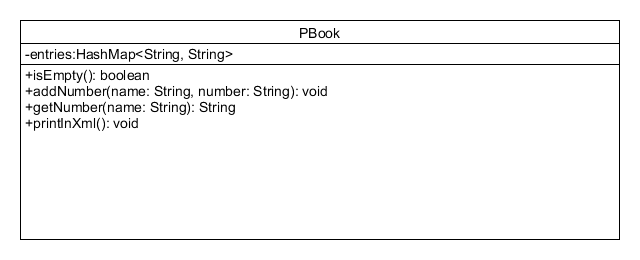 PBook
-entries:HashMap<String, String>
+isEmpty(): boolean
+addNumber(name: String, number: String): void
+getNumber(name: String): String
+printInXml(): void